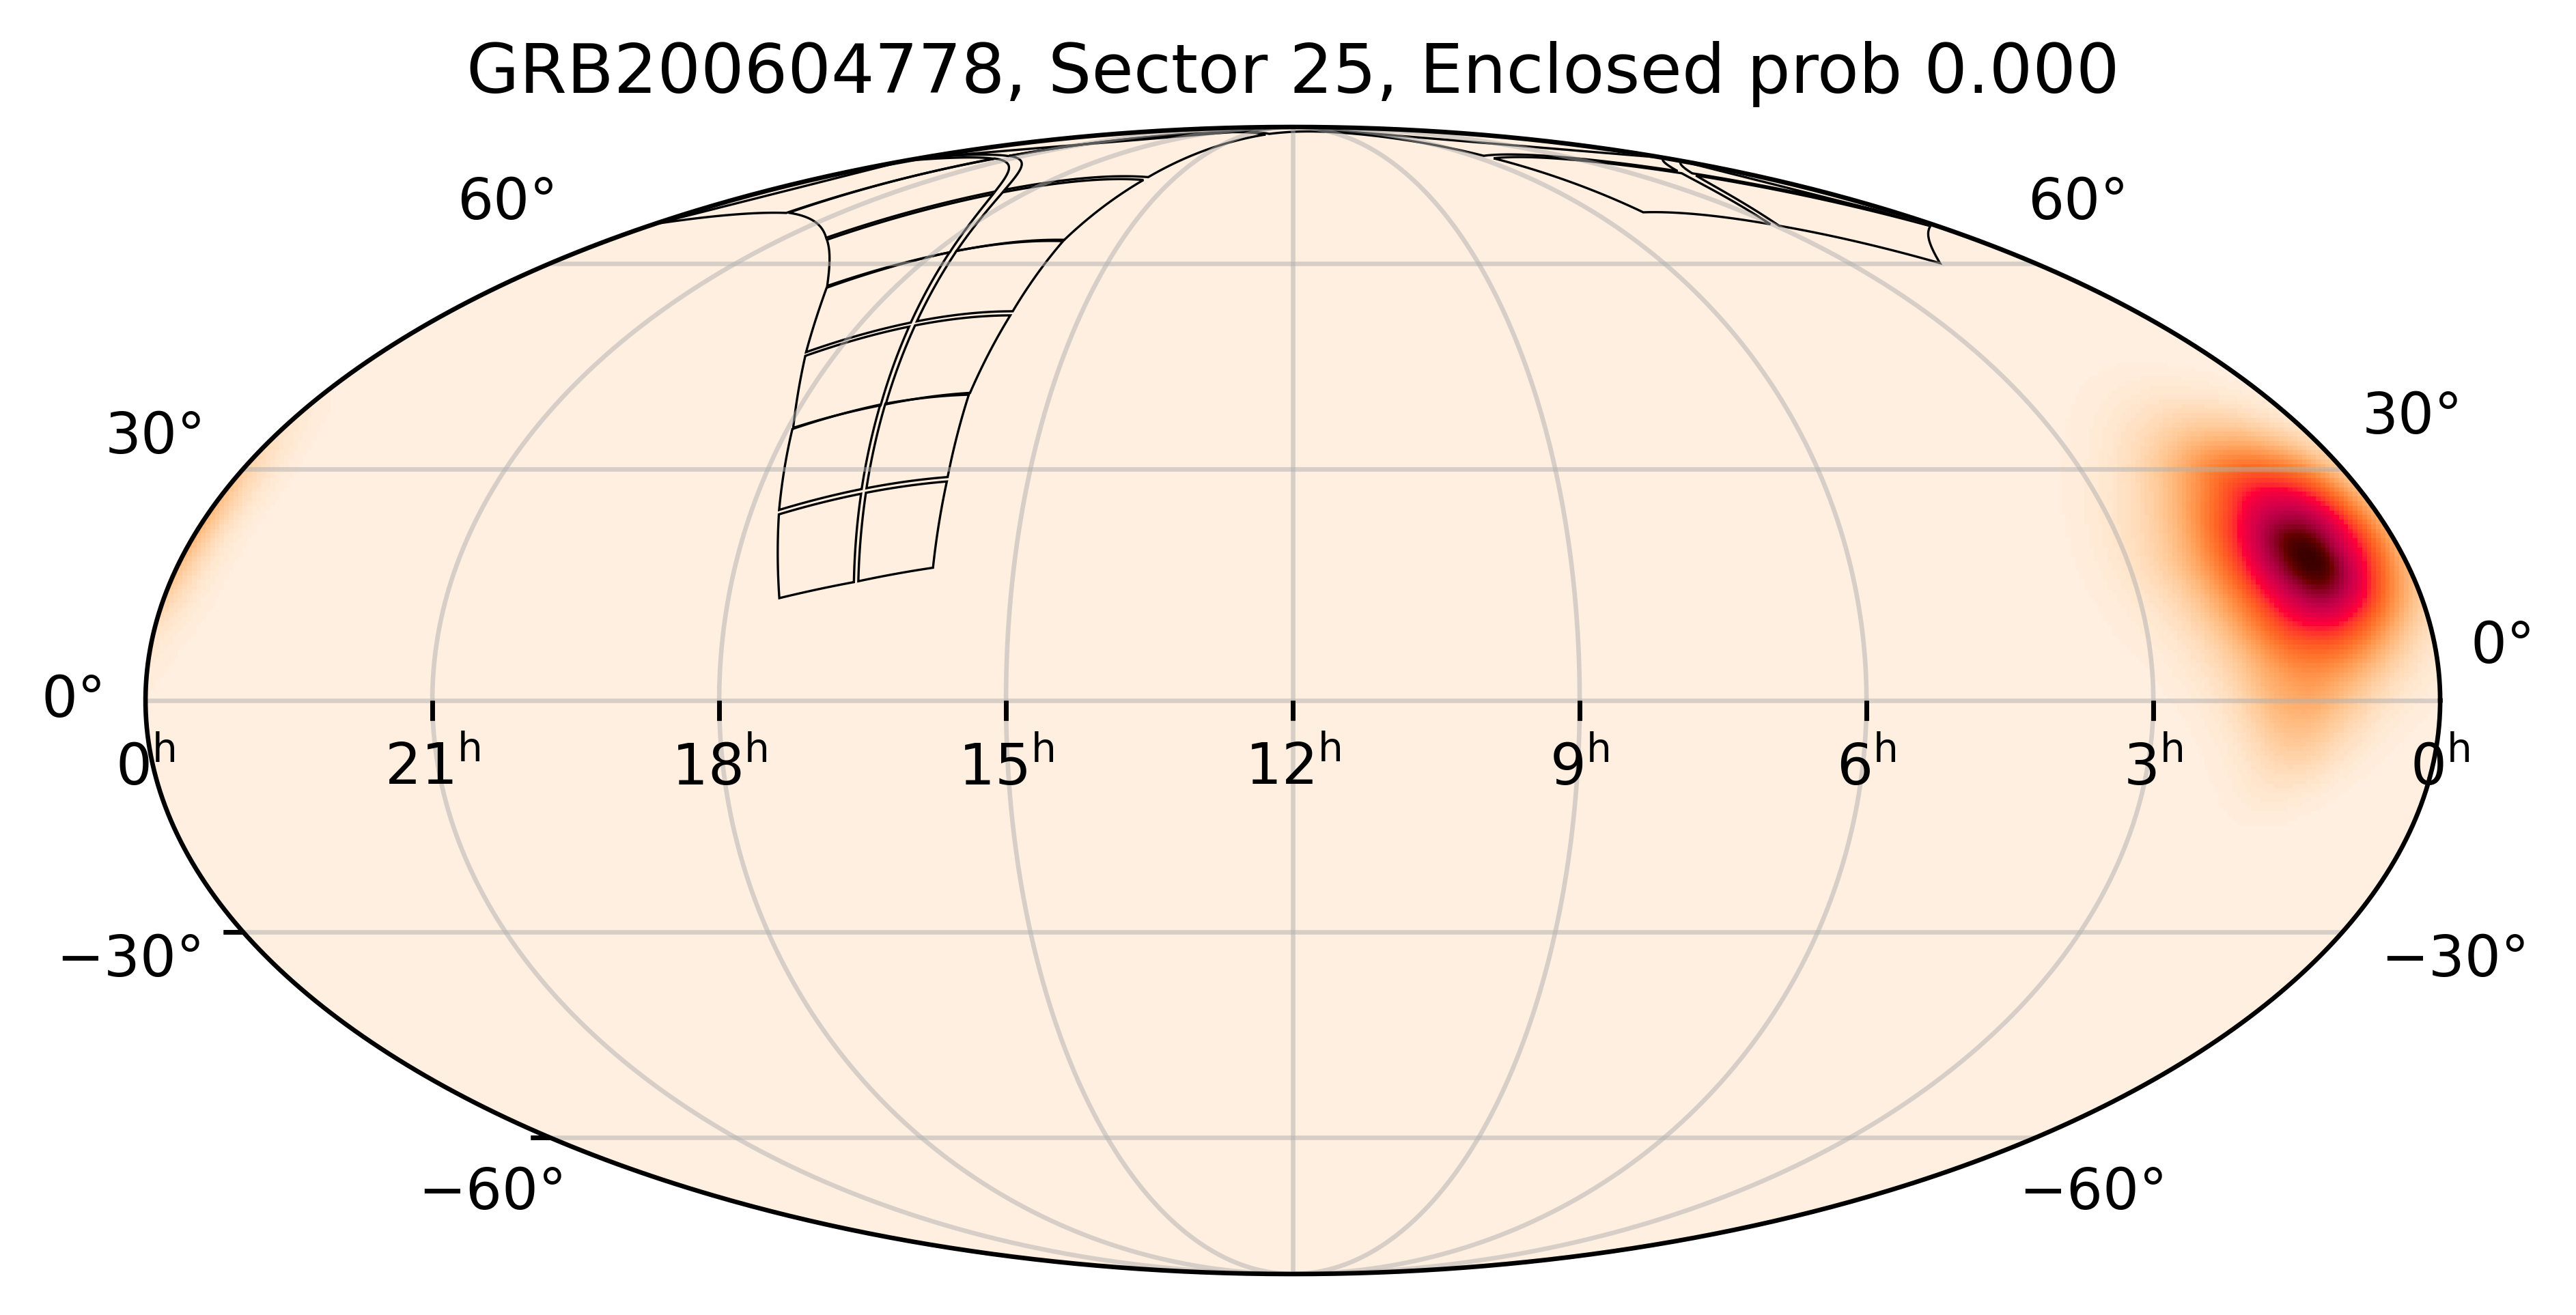 GRB200604778, Sector 25, Enclosed prob 0.000
60° 60°
30° 30°
0° 0°
0ʰ 21ʰ 18ʰ 15ʰ 12ʰ 9ʰ 6ʰ 3ʰ 0ʰ
−30° −30°
−60° −60°